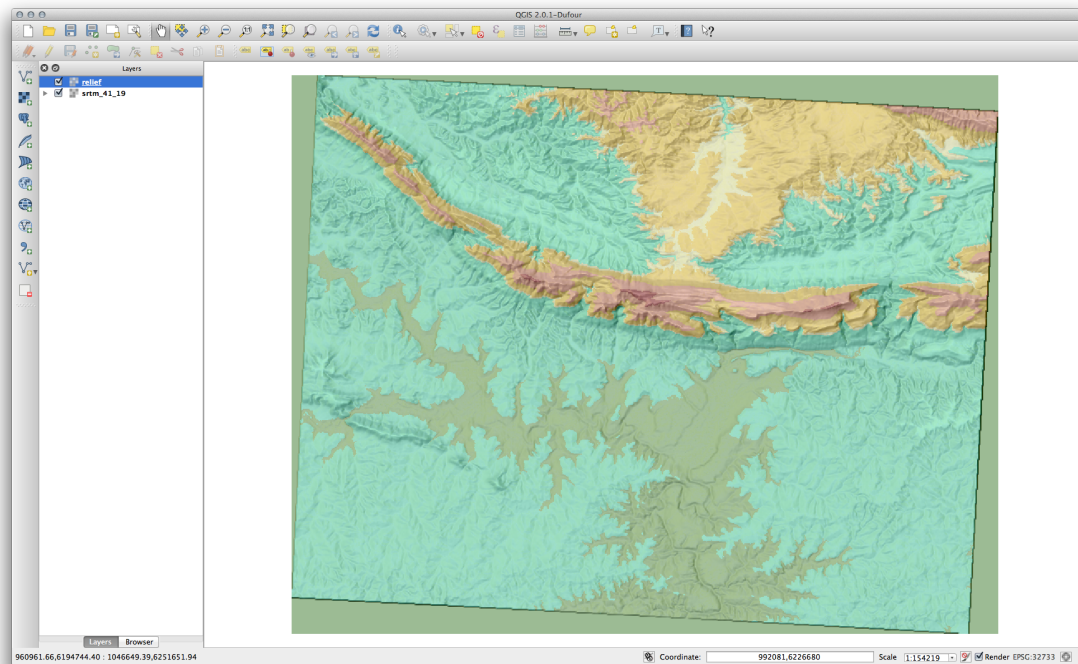 QGIS 2.0.1-Dufour
Layers
relief
srtm_41_19
Layers Browser
960961.66,6194744.40 : 1046649.39,6251651.94
Coordinate: 992081,6226680 Scale 1:154219 Render EPSG:32733